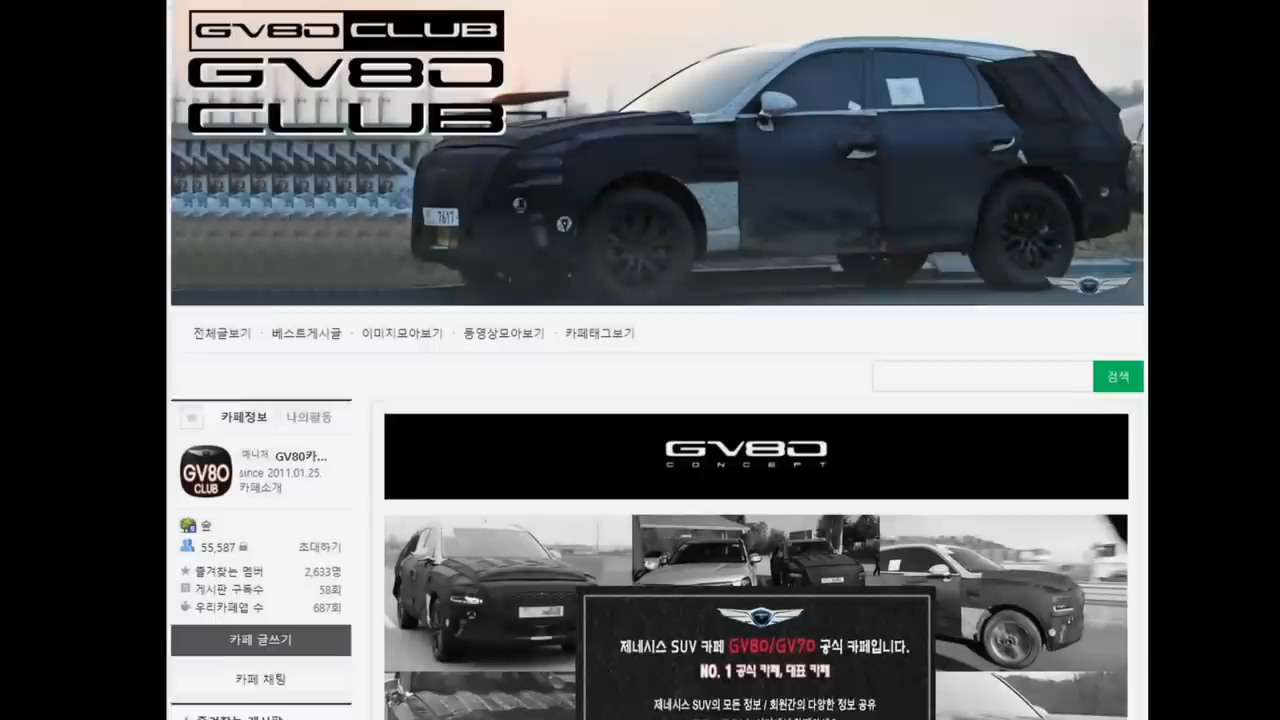 GV80 CLUB
GV80
CLUB
7617
전체글보기 · 베스트게시글 · 이미지모아보기 · 동영상모아보기 · 카페태그보기
검색
카페정보 나의활동
매니저 GV80카...
since 2011.01.25.
카페소개
GV80
CLUB
숲
55,587 초대하기
즐겨찾는 멤버 2,633명
게시판 구독수 58회
우리카페앱 수 687회
카페 글쓰기
카페 채팅
GV80
CONCEPT
제네시스 SUV 카페 GV80/GV70 공식 카페입니다.
NO. 1 공식 카페, 대표 카페
제네시스 SUV의 모든 정보 / 회원간의 다양한 정보 공유